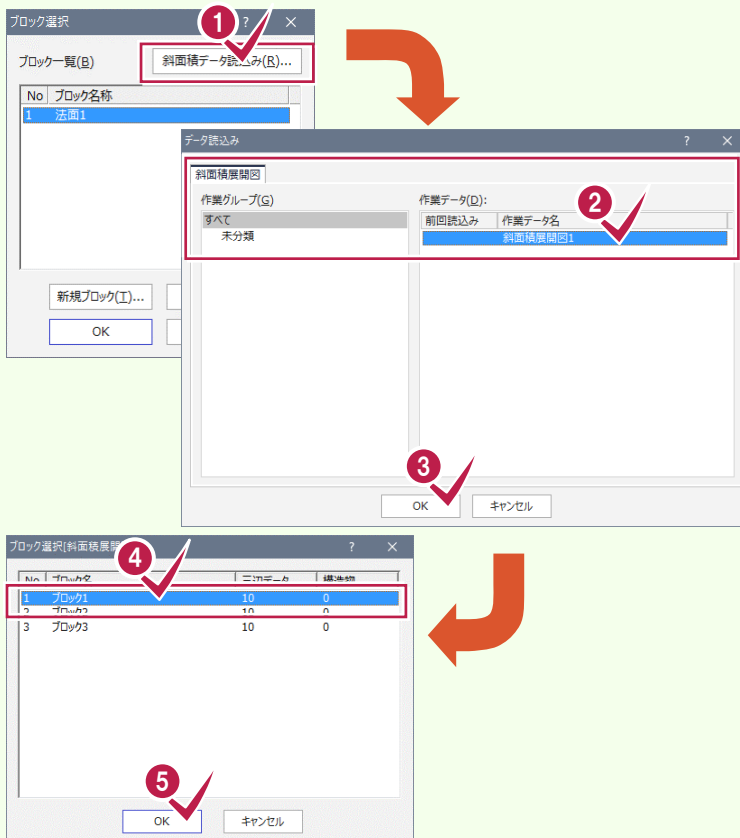 ブロック選択 ? ×
1
ブロック一覧(B) 斜面積データ読込み(R)...
No ブロック名称
1 法面1
新規ブロック(T)...
OK
データ読込み ? ×
斜面積展開図
作業グループ(G) 作業データ(D):
2
すべて 前回読込み 作業データ名
未分類 斜面積展開図1
3
OK キャンセル
ブロック選択[斜面積展開
? ×
4
No ブロック名 三辺データ 構造物
1 ブロック1 10 0
2 ブロック2 10 0
3 ブロック3 10 0
5
OK キャンセル